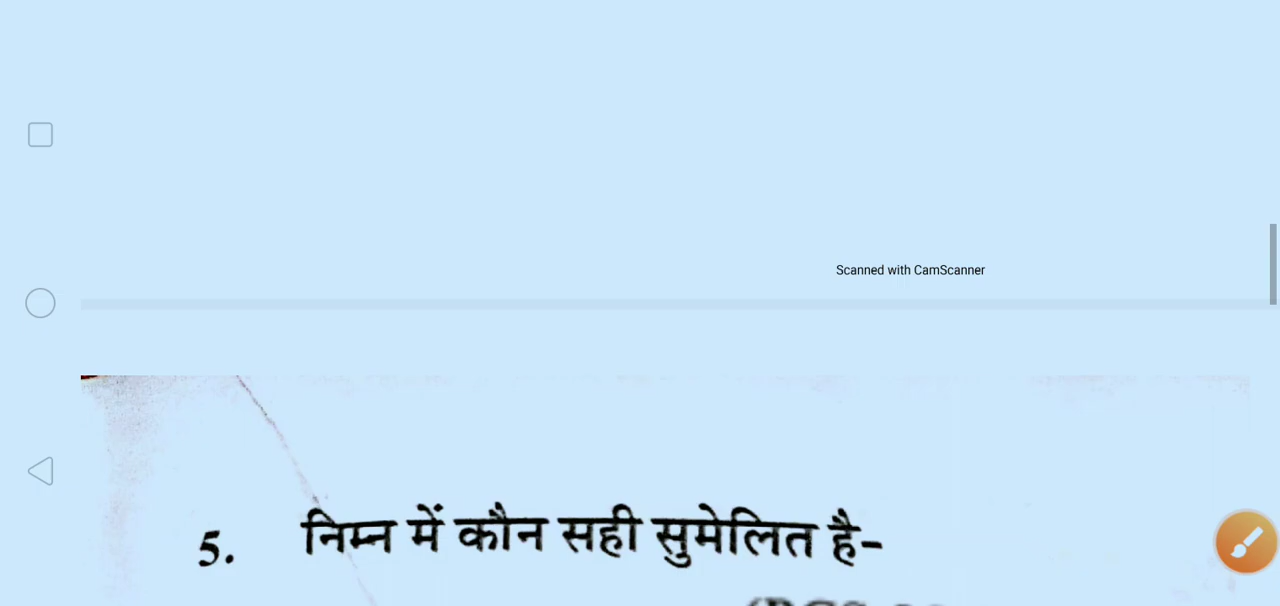 Scanned with CamScanner
5. निम्न में कौन सही सुमेलित है-